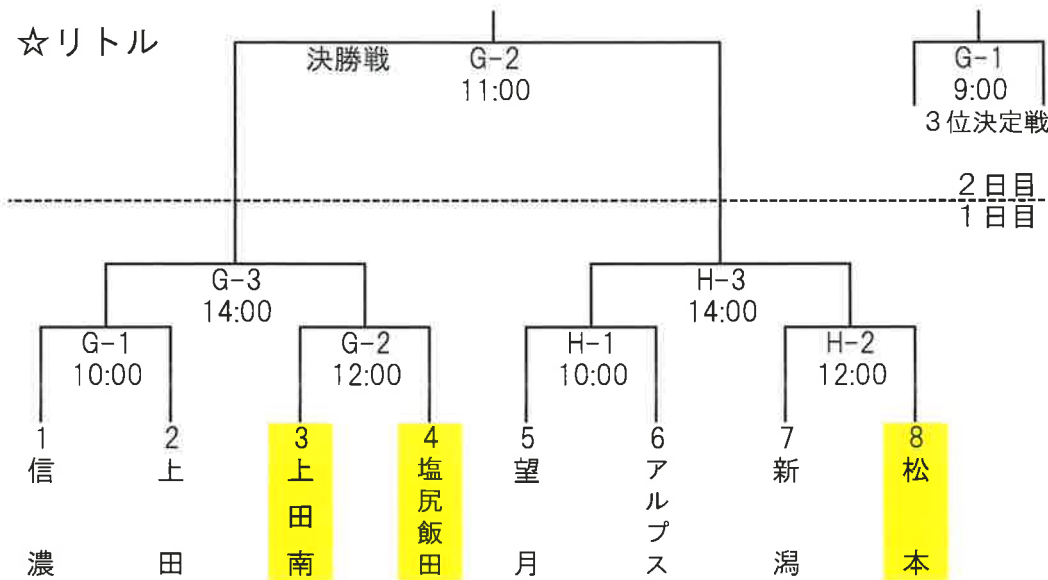 ☆リトル
決勝戦 G-2
11:00
G-1
9:00
3位決定戦
2日目
1日目
G-3
14:00
H-3
14:00
G-1
10:00
G-2
12:00
H-1
10:00
H-2
12:00
1
信濃
2
上田
3
上田南
4
塩尻飯田
5
望月
6
アルプス
7
新潟
8
松本